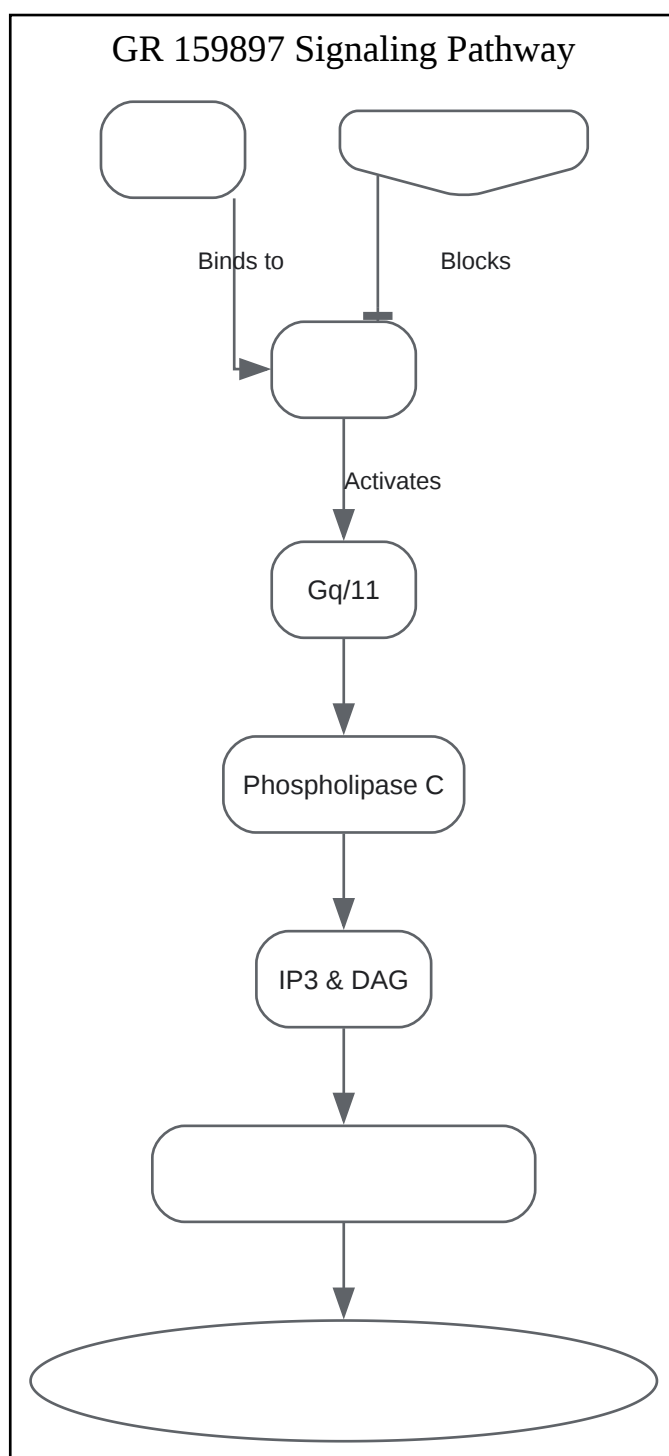 GR 159897 Signaling Pathway
Binds to
Blocks
Activates
Gq/11
Phospholipase C
IP3 & DAG